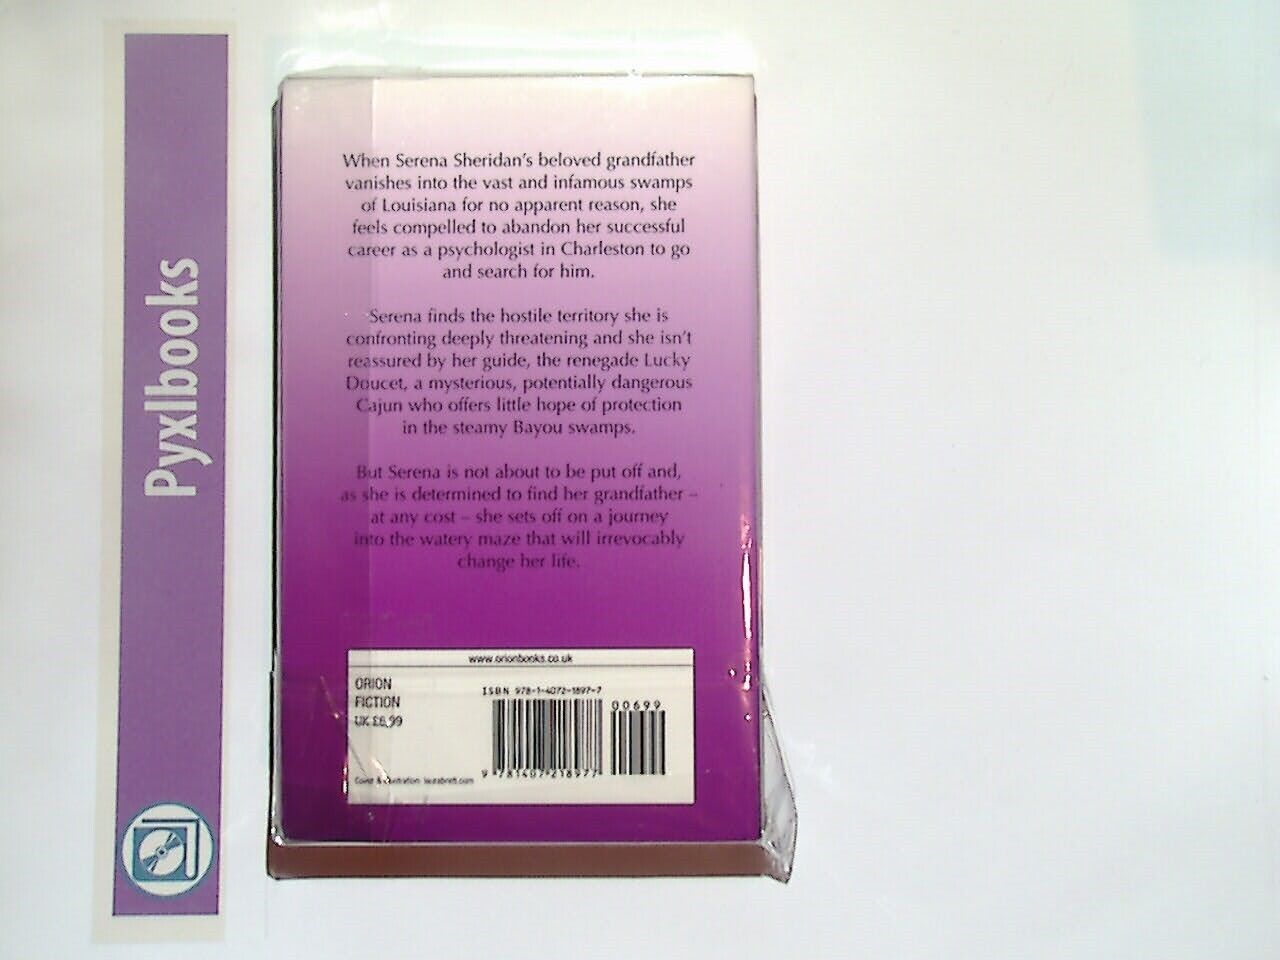 Pyxlbooks
When Serena Sheridan's beloved grandfather
vanishes into the vast and infamous swamps
of Louisiana for no apparent reason, she
feels compelled to abandon her successful
career as a psychologist in Charleston to go
and search for him.
Serena finds the hostile territory she is
confronting deeply threatening and she isn't
reassured by her guide, the renegade Lucky
Doucet, a mysterious, potentially dangerous
Cajun who offers little hope of protection
in the steamy Bayou swamps.
But Serena is not about to be put off and,
as she is determined to find her grandfather –
at any cost – she sets off on a journey
into the watery maze that will irrevocably
change her life.
www.orionbooks.co.uk
ORION
FICTION
UK £6.99
ISBN 978-1-4072-1897-7
00699
9 781407 218977
Cover & illustration: